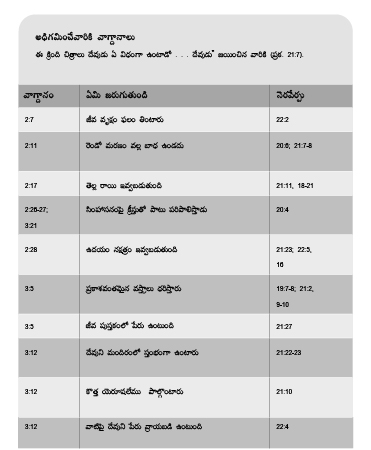 అధిగమించేవారికి వాగ్దానాలు
ఈ క్రింది చిత్రాలు దేవుడు ఏ విధంగా ఉంటాడో . . . దేవుడు" జయించిన వారికి (ప్రక. 21:7).
వాగ్దానం ఏమి జరుగుతుంది నెరవేర్పు
2:7 జీవ వృక్షం ఫలం తింటారు 22:2
2:11 రెండో మరణం వల్ల బాధ ఉండదు 20:6; 21:7-8
2:17 తెల్ల రాయి ఇవ్వబడుతుంది 21:11, 18-21
2:26-27; సింహాసనంపై క్రీస్తుతో పాటు పరిపాలిస్తాడు 20:4
3:21
2:28 ఉదయం నక్షత్రం ఇవ్వబడుతుంది 21:23; 22:5,
16
3:5 ప్రకాశవంతమైన వస్త్రాలు ధరిస్తారు 19:7-8; 21:2,
9-10
3:5 జీవ పుస్తకంలో పేరు ఉంటుంది 21:27
3:12 దేవుని మందిరంలో స్తంభంగా ఉంటారు 21:22-23
3:12 కొత్త యెరూషలేము పాల్గొంటారు 21:10
3:12 వాటిపై దేవుని పేరు వ్రాయబడి ఉంటుంది 22:4